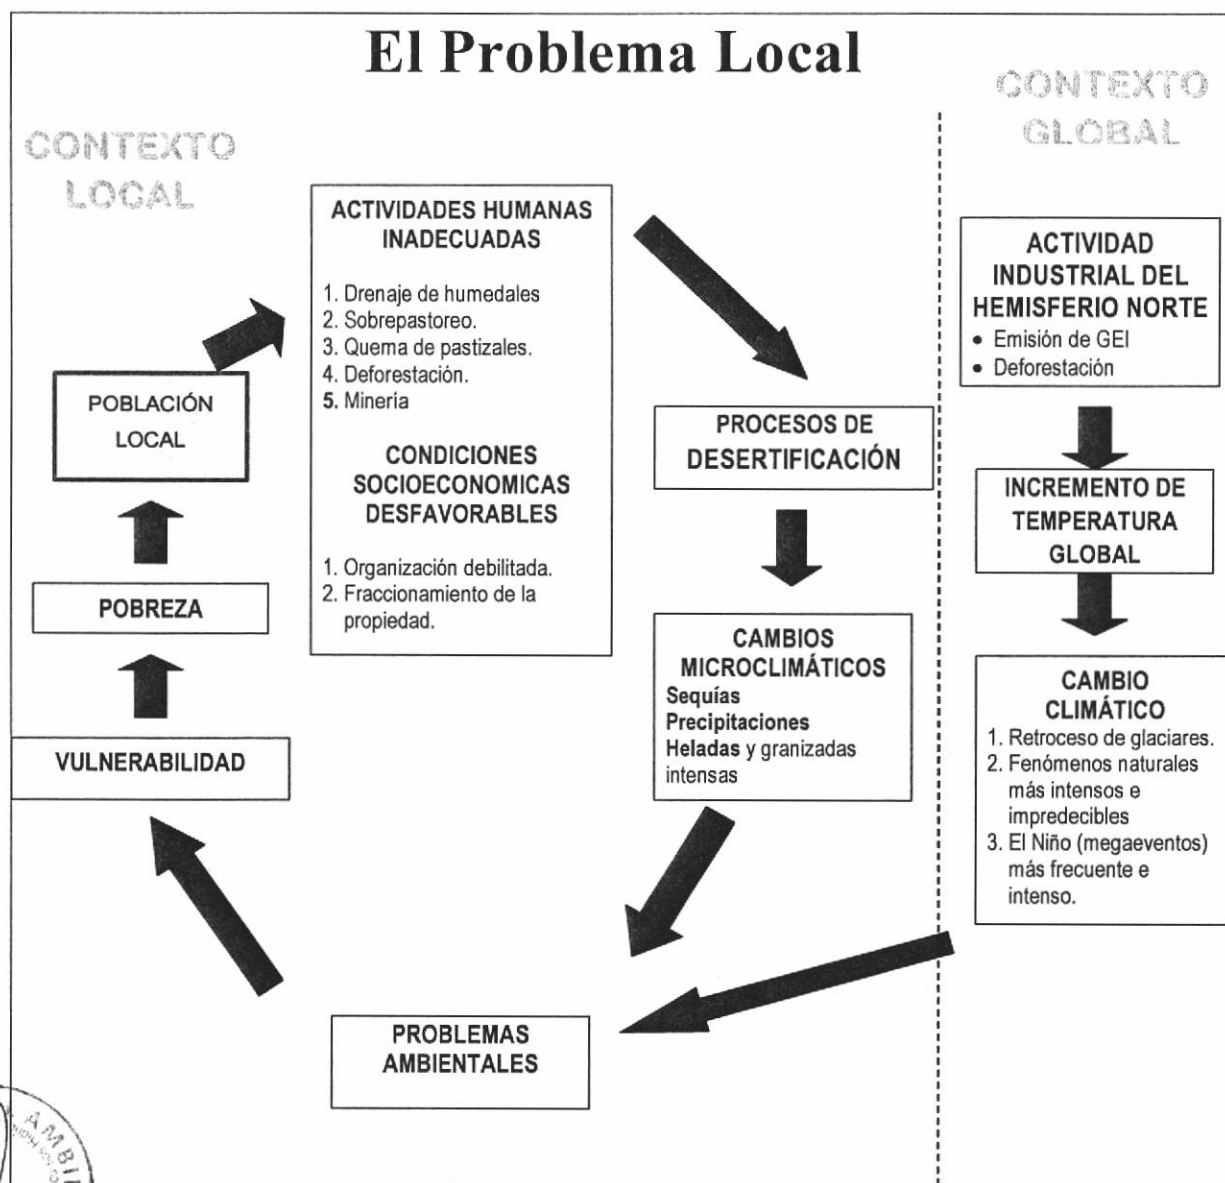 El Problema Local
CONTEXTO
LOCAL
CONTEXTO
GLOBAL
ACTIVIDADES HUMANAS
INADECUADAS
1. Drenaje de humedales
2. Sobrepastoreo.
3. Quema de pastizales.
4. Deforestación.
5. Mineria
CONDICIONES
SOCIOECONOMICAS
DESFAVORABLES
1. Organización debilitada.
2. Fraccionamiento de la
propiedad.
POBLACIÓN
LOCAL
POBREZA
VULNERABILIDAD
PROCESOS DE
DESERTIFICACIÓN
CAMBIOS
MICROCLIMÁTICOS
Sequías
Precipitaciones
Heladas y granizadas
intensas
PROBLEMAS
AMBIENTALES
ACTIVIDAD
INDUSTRIAL DEL
HEMISFERIO NORTE
• Emisión de GEI
• Deforestación
INCREMENTO DE
TEMPERATURA
GLOBAL
CAMBIO
CLIMÁTICO
1. Retroceso de glaciares.
2. Fenómenos naturales
más intensos e
impredecibles
3. El Niño (megaeventos)
más frecuente e
intenso.